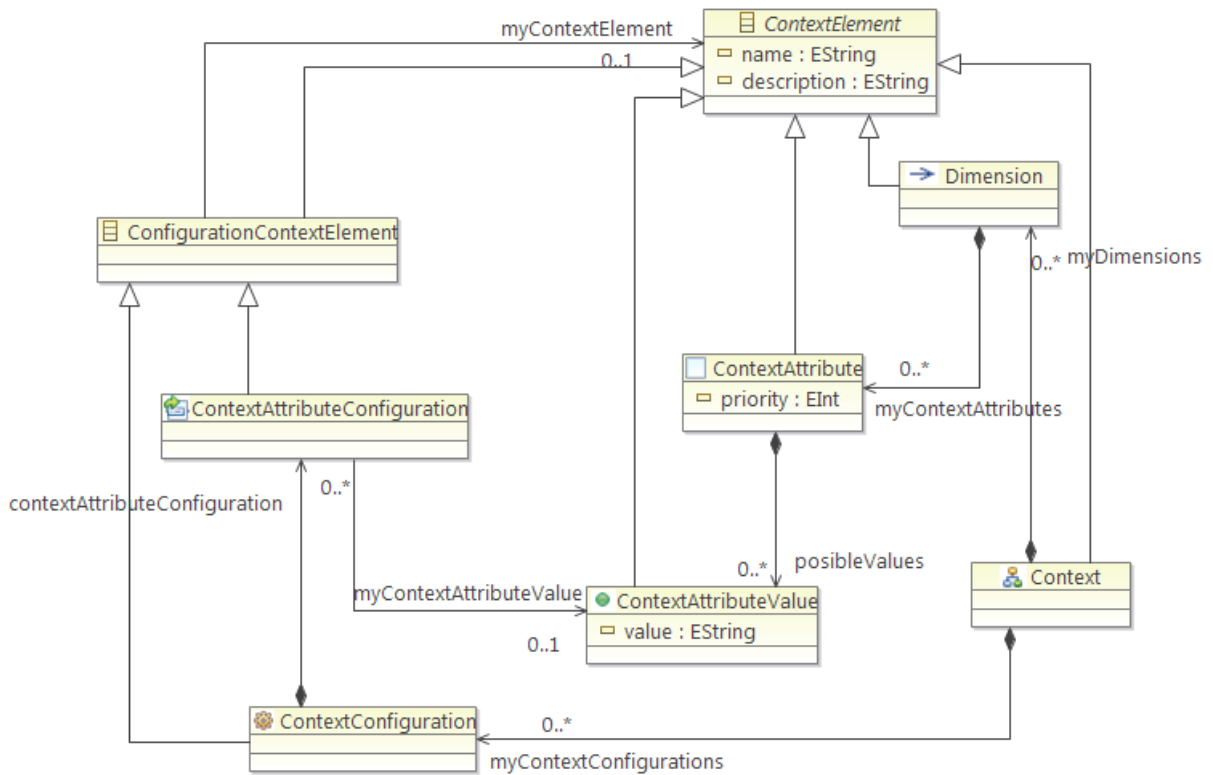 myContextElement
0..1
ContextElement
name : EString
description : EString
Dimension
ConfigurationContextElement
0..*
myDimensions
ContextAttribute
priority : EInt
0..*
myContextAttributes
ContextAttributeConfiguration
0..*
contextAttributeConfiguration
posibleValues
0..*
Context
myContextAttributeValue
ContextAttributeValue
value : EString
0..1
ContextConfiguration
0..*
myContextConfigurations